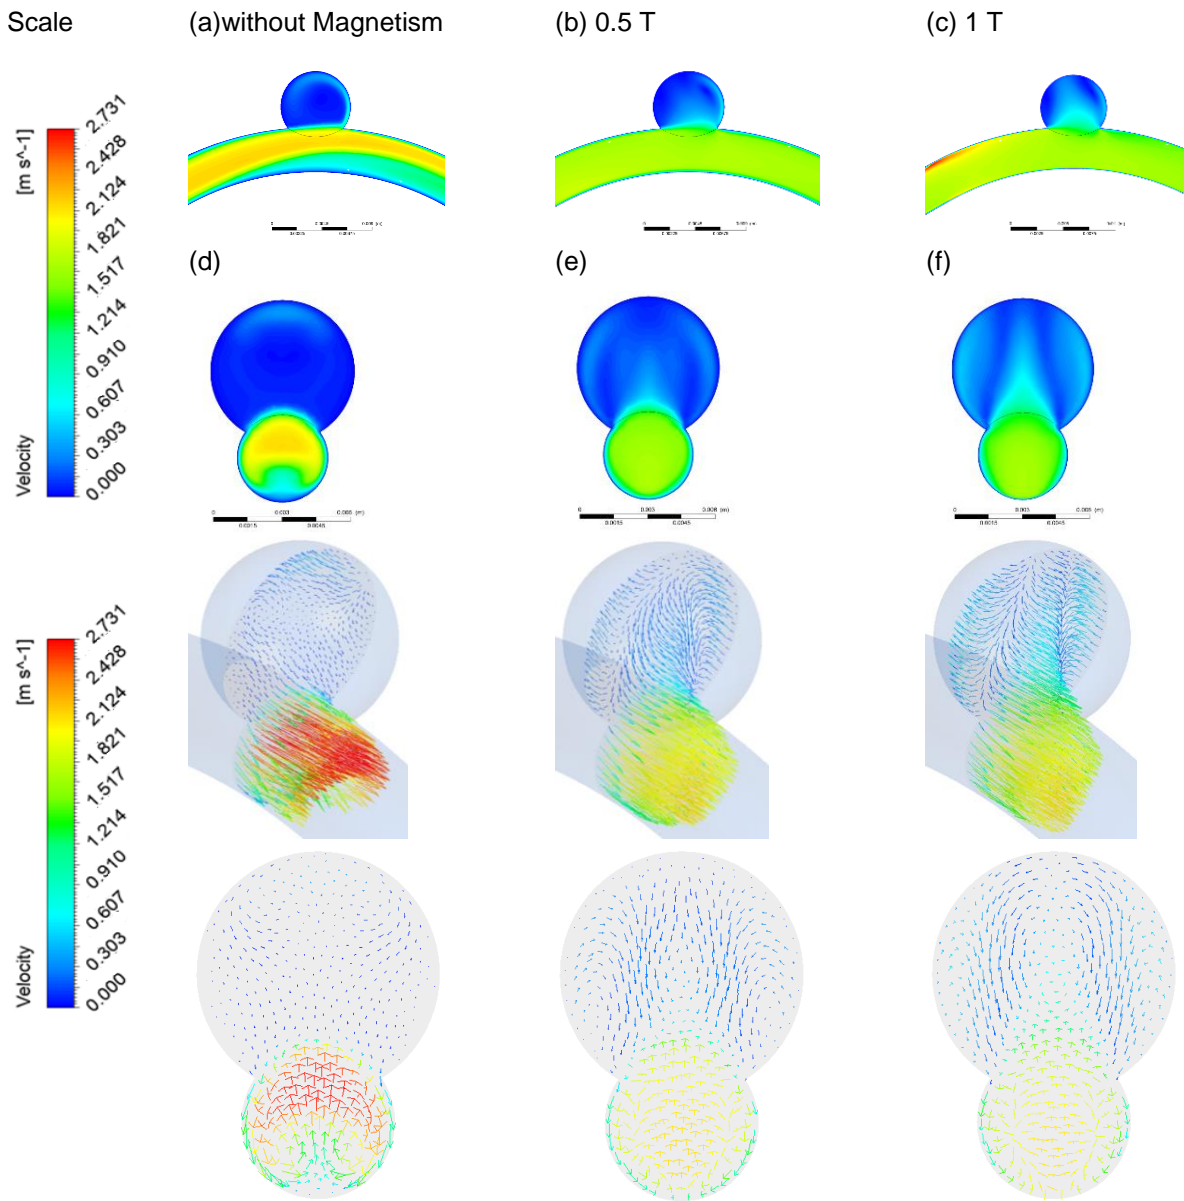 Scale
(a)without Magnetism
(b) 0.5 T
(c) 1 T
[m s^-1]
2.731
2.428
2.124
1.821
1.517
1.214
0.910
0.607
0.303
0.000
Velocity
(d)
(e)
(f)
0 0.003 0.006 (m)
0.0015 0.0045
0 0.003 0.006 (m)
0.0015 0.0045
0 0.003 0.006 (m)
0.0015 0.0045
[m s^-1]
2.731
2.428
2.124
1.821
1.517
1.214
0.910
0.607
0.303
0.000
Velocity